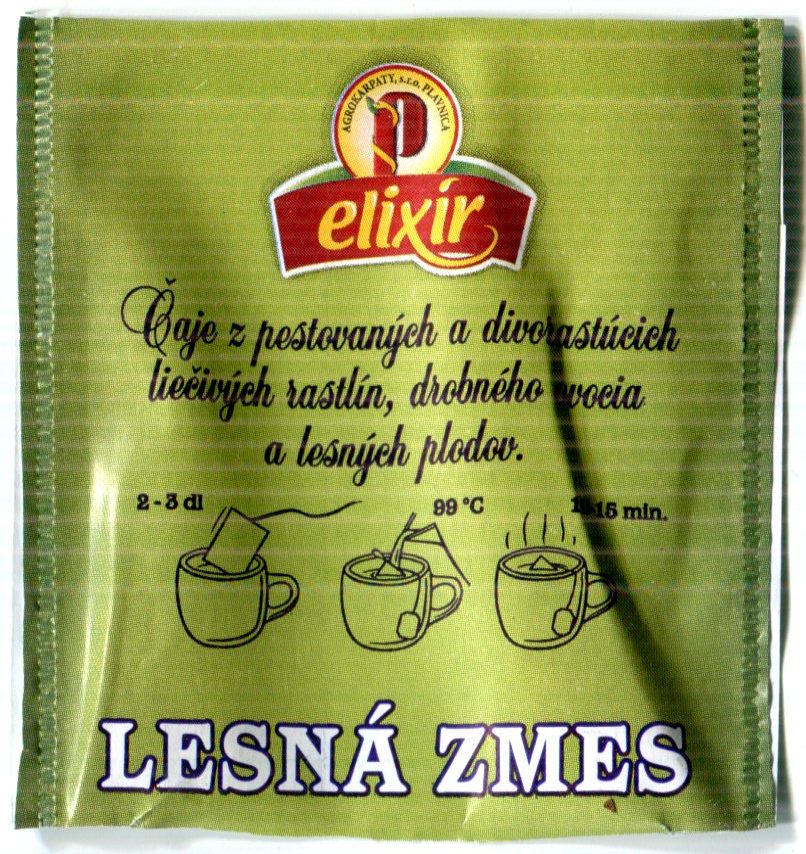 AGROKARPATY, s.r.o. PLAVNICA
P
elixír
Čaje z pestovaných a divorastúcich
liečivých rastlín, drobného ovocia
a lesných plodov.
2 - 3 dl 99 °C 15 min.
LESNÁ ZMES